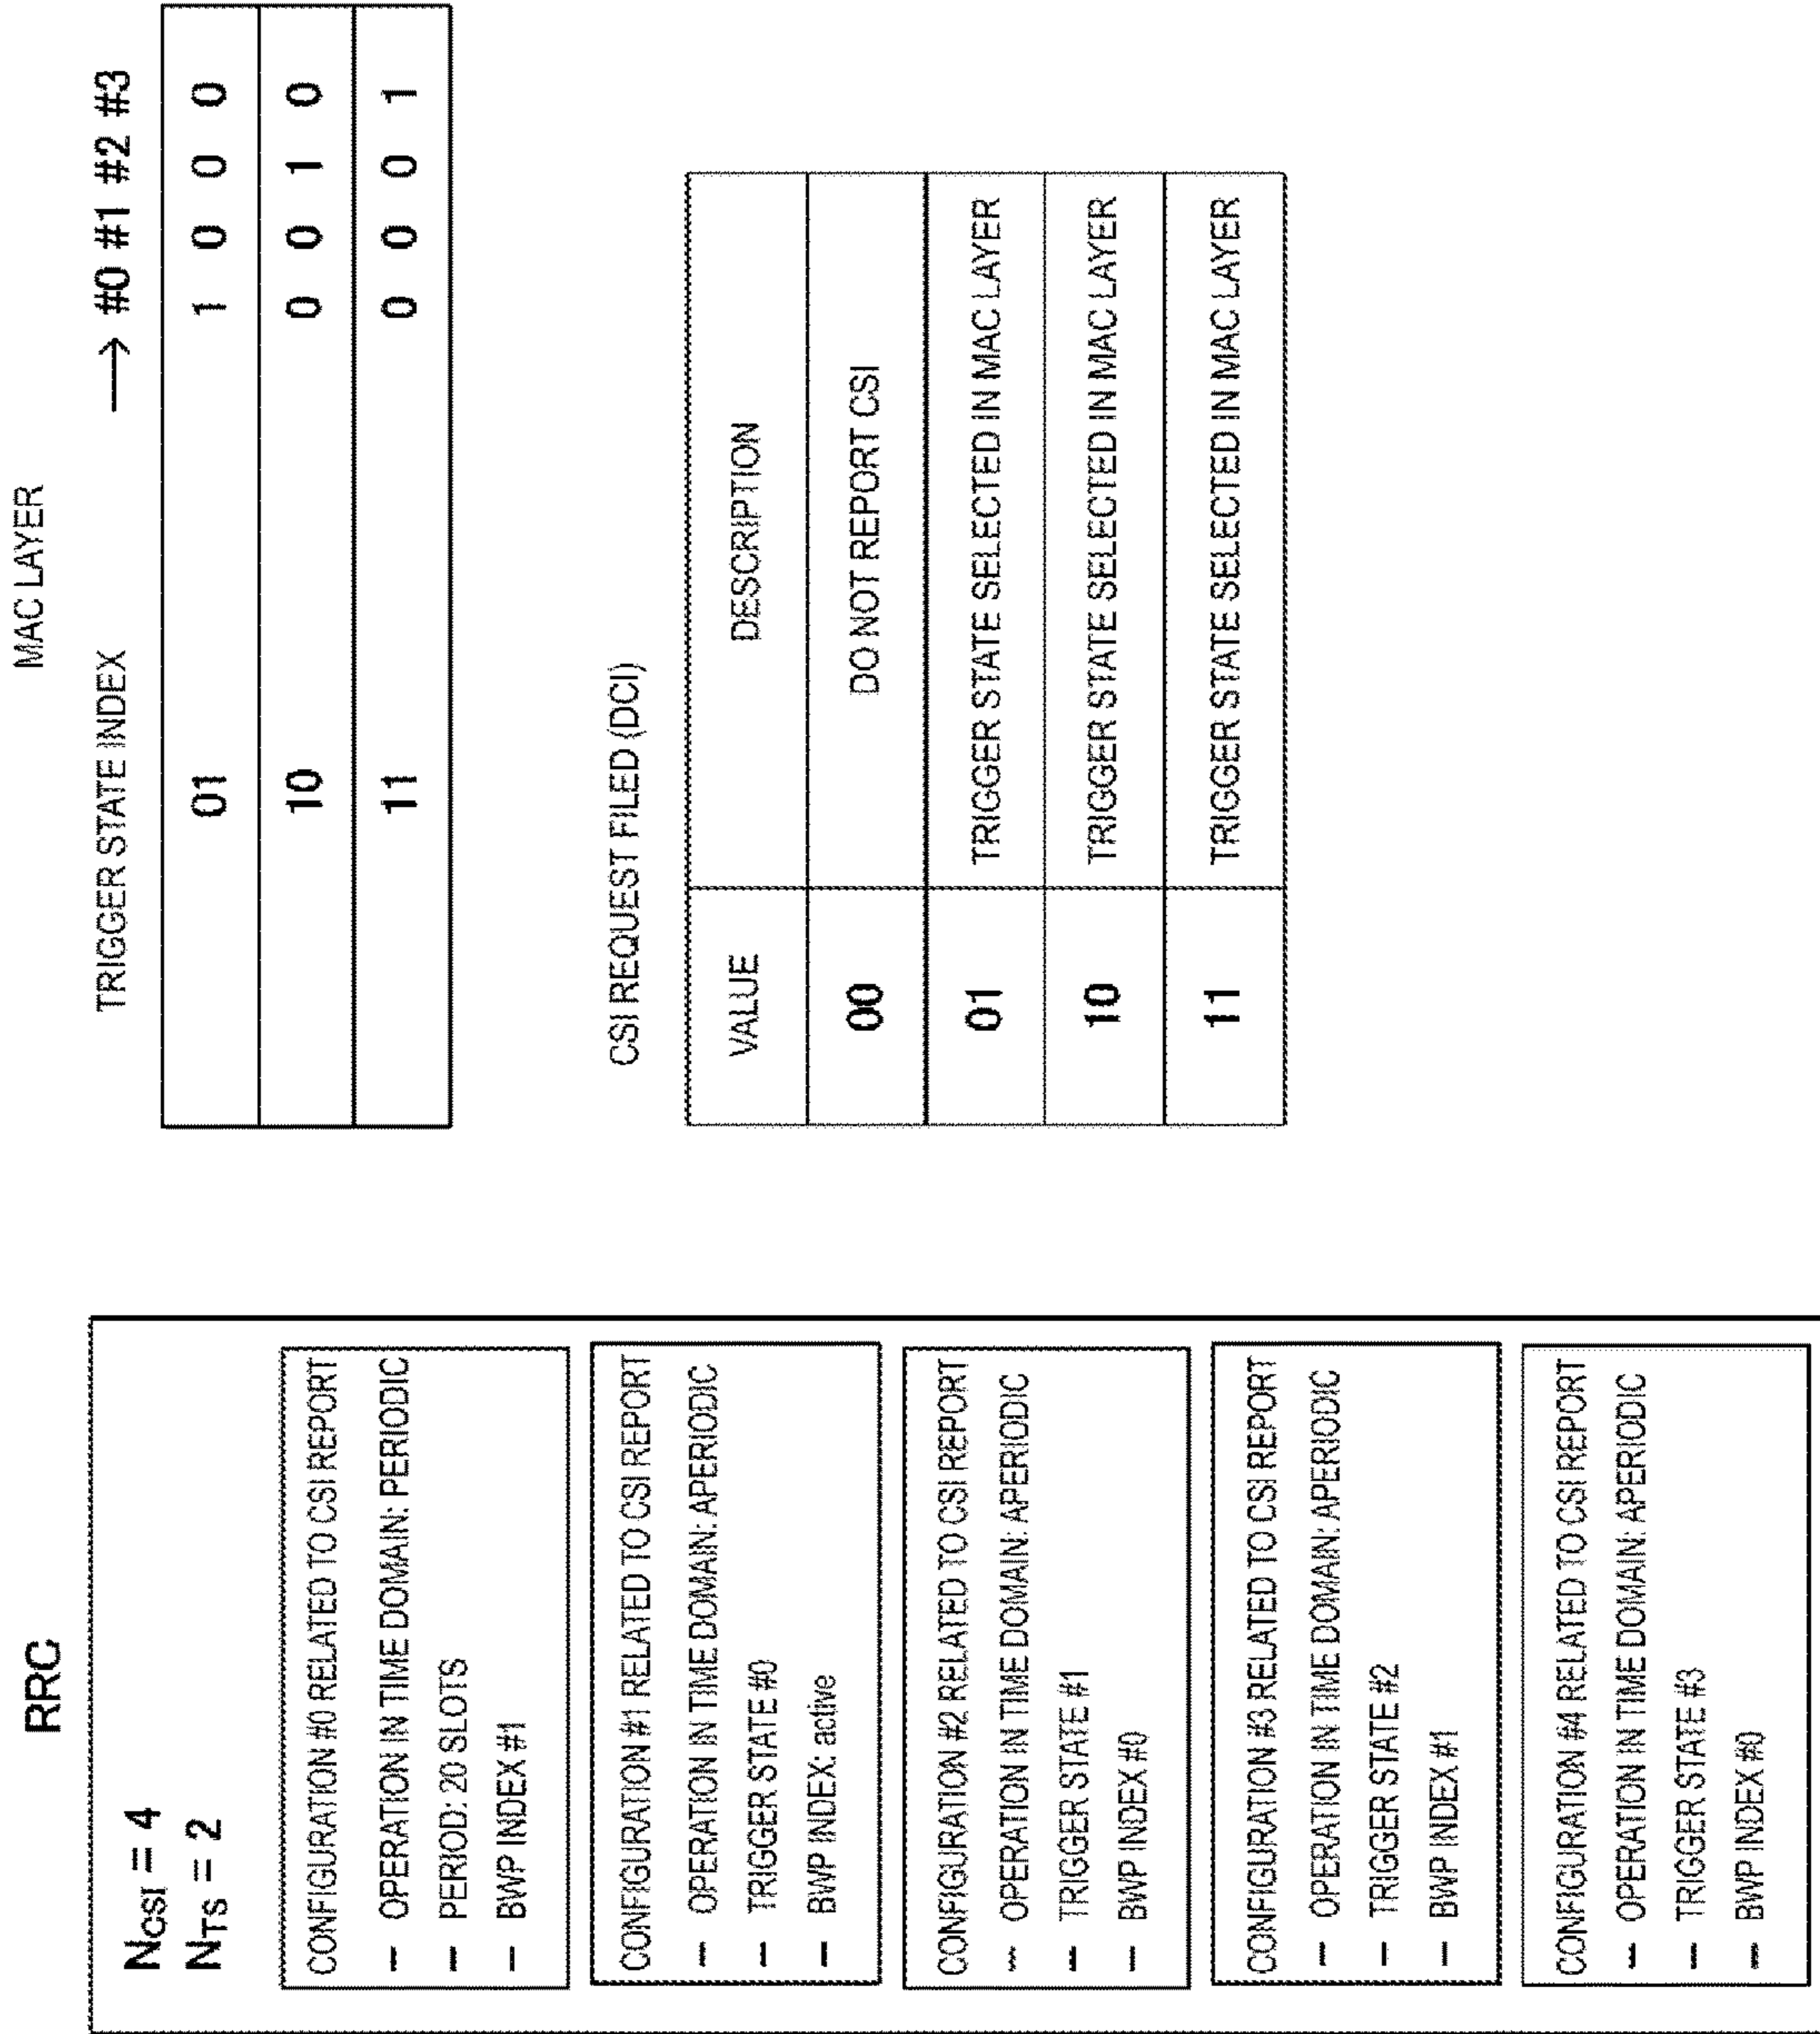 RRC
NCSI = 4
NTS = 2
CONFIGURATION #0 RELATED TO CSI REPORT
– OPERATION IN TIME DOMAIN: PERIODIC
– PERIOD: 20 SLOTS
– BWP INDEX #1
CONFIGURATION #1 RELATED TO CSI REPORT
– OPERATION IN TIME DOMAIN: APERIODIC
– TRIGGER STATE #0
– BWP INDEX: active
CONFIGURATION #2 RELATED TO CSI REPORT
– OPERATION IN TIME DOMAIN: APERIODIC
– TRIGGER STATE #1
– BWP INDEX #0
CONFIGURATION #3 RELATED TO CSI REPORT
– OPERATION IN TIME DOMAIN: APERIODIC
– TRIGGER STATE #2
– BWP INDEX #1
CONFIGURATION #4 RELATED TO CSI REPORT
– OPERATION IN TIME DOMAIN: APERIODIC
– TRIGGER STATE #3
– BWP INDEX #0
MAC LAYER
TRIGGER STATE INDEX → #0 #1 #2 #3
01 1 0 0 0
10 0 0 1 0
11 0 0 0 1
CSI REQUEST FILED (DCI)
VALUE DESCRIPTION
00 DO NOT REPORT CSI
01 TRIGGER STATE SELECTED IN MAC LAYER
10 TRIGGER STATE SELECTED IN MAC LAYER
11 TRIGGER STATE SELECTED IN MAC LAYER